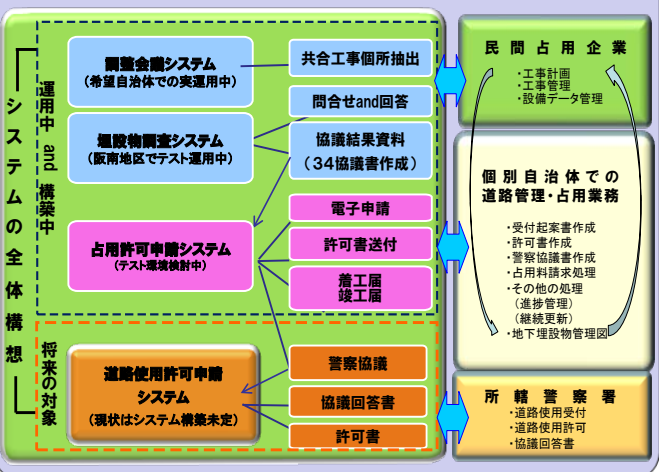 システムの全体構想
運用中 and 構築中
調整会議システム
(希望自治体での実運用中)
共合工事個所抽出
埋設物調査システム
(阪南地区でテスト運用中)
問合せand回答
協議結果資料
(34協議書作成)
占用許可申請システム
(テスト環境検討中)
電子申請
許可書送付
着工届
竣工届
将来の対象
道路使用許可申請
システム
(現状はシステム構築未定)
警察協議
協議回答書
許可書
民間占用企業
・工事計画
・工事管理
・設備データ管理
個別自治体での
道路管理・占用業務
・受付起案書作成
・許可書作成
・警察協議書作成
・占用料請求処理
・その他の処理
(進捗管理)
(継続更新)
・地下埋設物管理図
所轄警察署
・道路使用受付
・道路使用許可
・協議回答書